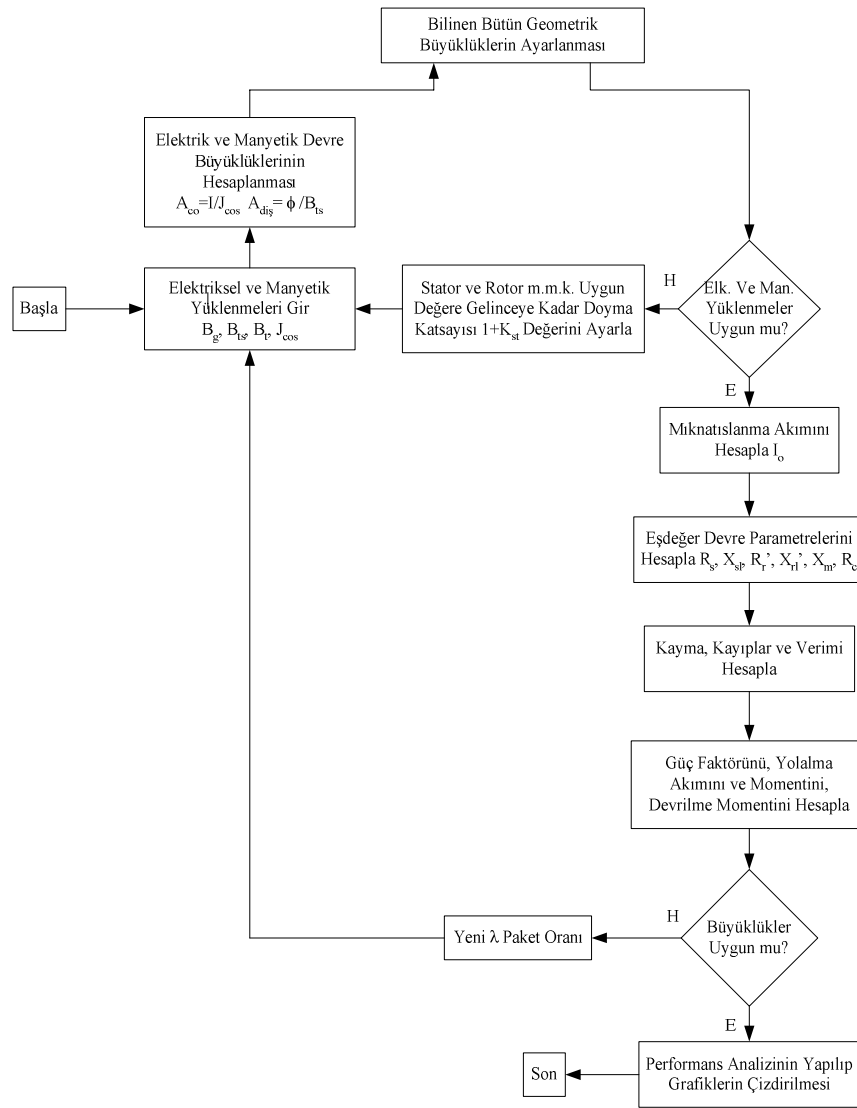 Bilinen Bütün Geometrik
Büyüklüklerin Ayarlanması
Elektrik ve Manyetik Devre
Büyüklüklerinin
Hesaplanması
A_co=I/J_cos A_diş= ϕ /B_ts
Başla
Elektriksel ve Manyetik
Yüklenmeleri Gir
B_g, B_ts, B_t, J_cos
Stator ve Rotor m.m.k. Uygun
Değere Gelinceye Kadar Doyma
Katsayısı 1+K_st Değerini Ayarla
H
Elk. Ve Man.
Yüklenmeler
Uygun mu?
E
Mıknatıslanma Akımını
Hesapla I_o
Eşdeğer Devre Parametrelerini
Hesapla R_s, X_sl, R_r’, X_rl’, X_m, R_c
Kayma, Kayıplar ve Verimi
Hesapla
Güç Faktörünü, Yolalma
Akımını ve Momentini,
Devrilme Momentini Hesapla
Büyüklükler
Uygun mu?
H
Yeni λ Paket Oranı
E
Performans Analizinin Yapılıp
Grafiklerin Çizdirilmesi
Son